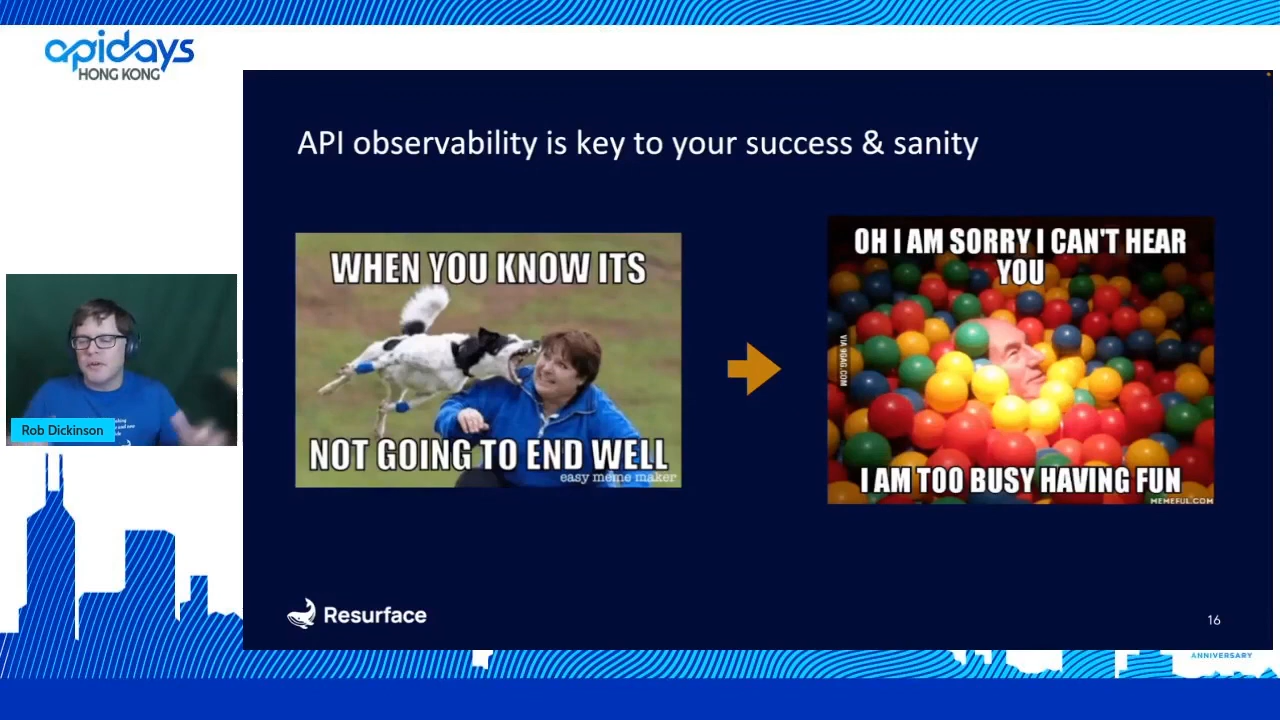 apidays
HONG KONG
API observability is key to your success & sanity
WHEN YOU KNOW ITS
NOT GOING TO END WELL
easy meme maker
OH I AM SORRY I CAN'T HEAR
YOU
VIA 9GAG.COM
I AM TOO BUSY HAVING FUN
MEMEFUL.COM
Rob Dickinson
Resurface
16
ANNIVERSARY